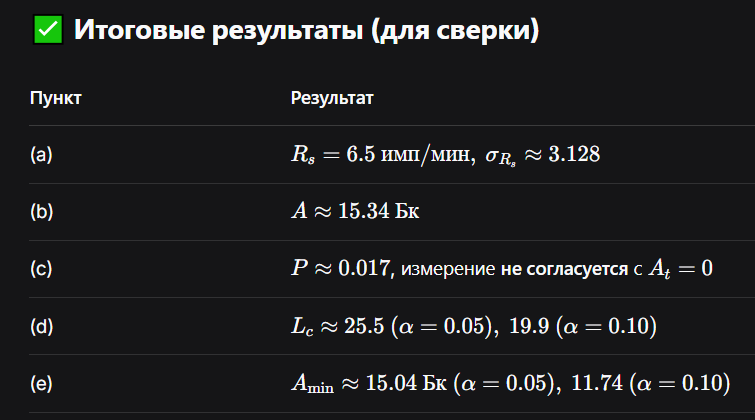 ✅ Итоговые результаты (для сверки)
Пункт Результат
(a) R_s = 6.5 имп/мин, σ_{R_s} ≈ 3.128
(b) A ≈ 15.34 Бк
(c) P ≈ 0.017, измерение не согласуется с A_t = 0
(d) L_c ≈ 25.5 (α = 0.05), 19.9 (α = 0.10)
(e) A_{min} ≈ 15.04 Бк (α = 0.05), 11.74 (α = 0.10)